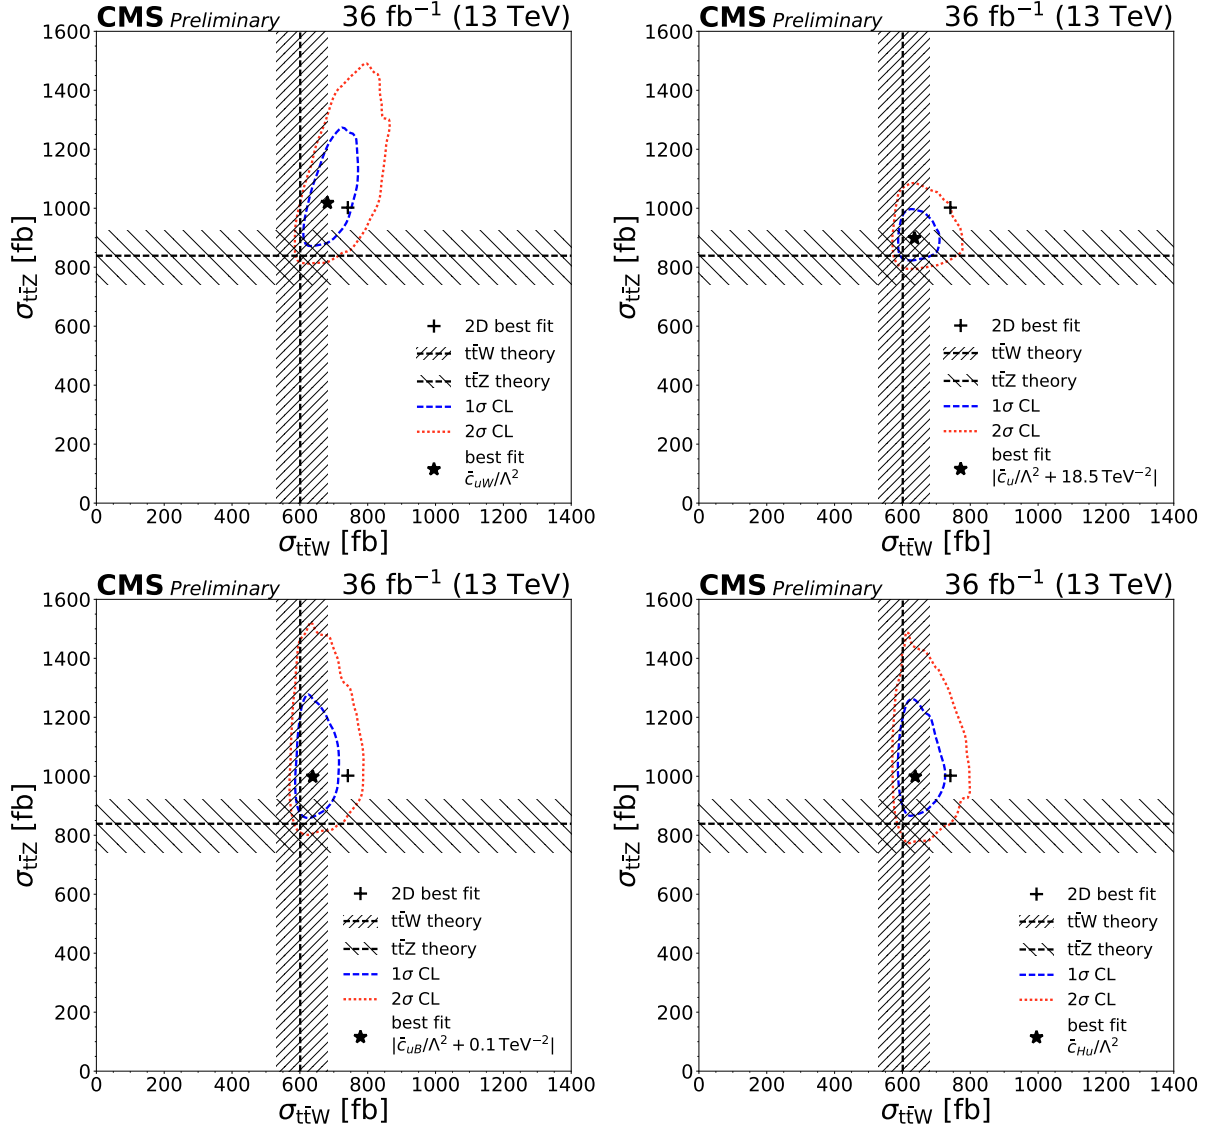 CMS Preliminary 36 fb⁻¹ (13 TeV)
1600
1400
1200
1000
800
600
400
200
0
σ_tt̄Z [fb]
2D best fit
tt̄W theory
tt̄Z theory
1σ CL
2σ CL
best fit
c̄_uW/Λ²
0 200 400 600 800 1000 1200 1400
σ_tt̄W [fb]
CMS Preliminary 36 fb⁻¹ (13 TeV)
1600
1400
1200
1000
800
600
400
200
0
σ_tt̄Z [fb]
2D best fit
tt̄W theory
tt̄Z theory
1σ CL
2σ CL
best fit
|c̄_u/Λ² + 18.5 TeV⁻²|
0 200 400 600 800 1000 1200 1400
σ_tt̄W [fb]
CMS Preliminary 36 fb⁻¹ (13 TeV)
1600
1400
1200
1000
800
600
400
200
0
σ_tt̄Z [fb]
2D best fit
tt̄W theory
tt̄Z theory
1σ CL
2σ CL
best fit
|c̄_uB/Λ² + 0.1 TeV⁻²|
0 200 400 600 800 1000 1200 1400
σ_tt̄W [fb]
CMS Preliminary 36 fb⁻¹ (13 TeV)
1600
1400
1200
1000
800
600
400
200
0
σ_tt̄Z [fb]
2D best fit
tt̄W theory
tt̄Z theory
1σ CL
2σ CL
best fit
c̄_Hu/Λ²
0 200 400 600 800 1000 1200 1400
σ_tt̄W [fb]